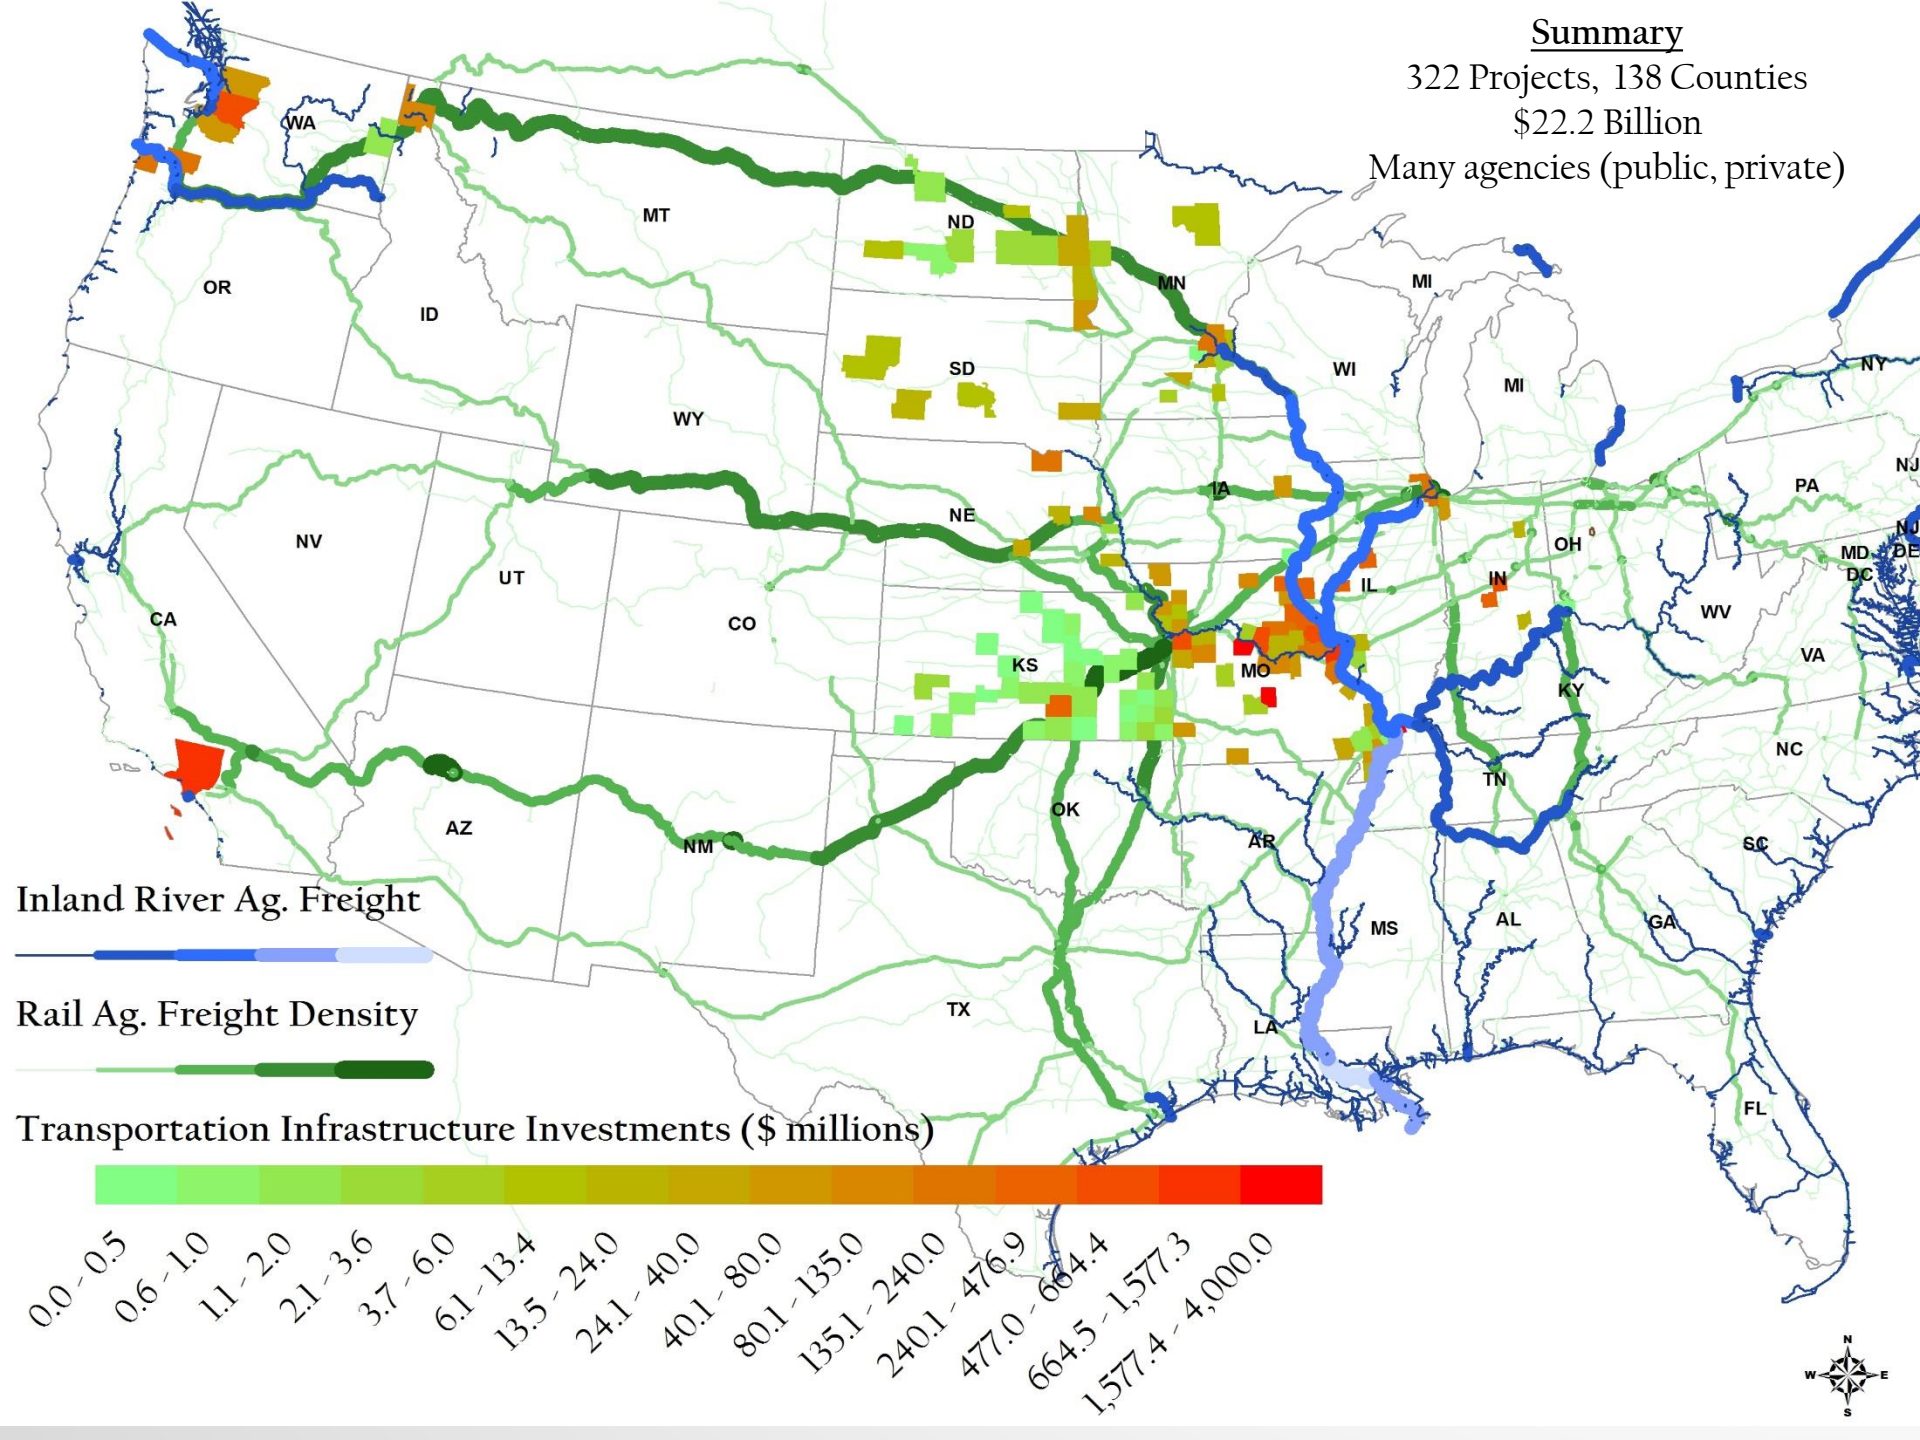 Summary
322 Projects, 138 Counties
$22.2 Billion
Many agencies (public, private)
WA
MT
ND
MN
MI
OR
ID
SD
WI
MI
NY
WY
NJ
PA
IA
NE
NJ
NV
OH
MD
DE
DC
UT
IN
IL
CA
CO
WV
KS
MO
VA
KY
NC
TN
AZ
OK
NM
AR
SC
MS
AL
GA
TX
LA
FL
Inland River Ag. Freight
Rail Ag. Freight Density
Transportation Infrastructure Investments ($ millions)
0.0 - 0.5
0.6 - 1.0
1.1 - 2.0
2.1 - 3.6
3.7 - 6.0
6.1 - 13.4
13.5 - 24.0
24.1 - 40.0
40.1 - 80.0
80.1 - 135.0
135.1 - 240.0
240.1 - 476.9
477.0 - 664.4
664.5 - 1,577.3
1,577.4 - 4,000.0
N
W E
S